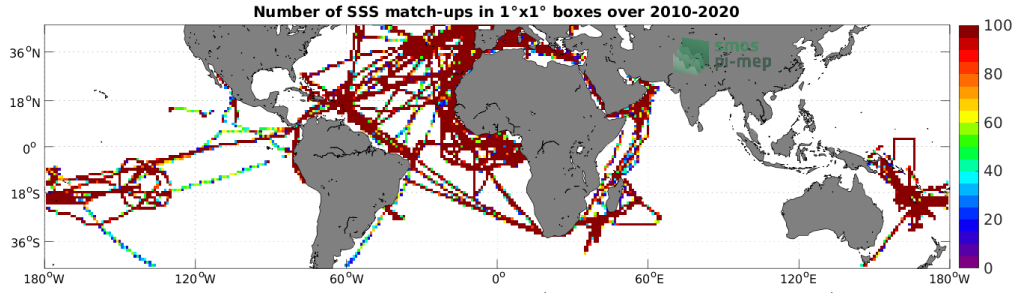 Number of SSS match-ups in 1°x1° boxes over 2010-2020
smos
pi-mep
36°N
18°N
0°
18°S
36°S
180°W
120°W
60°W
0°
60°E
120°E
180°W
100
80
60
40
20
0